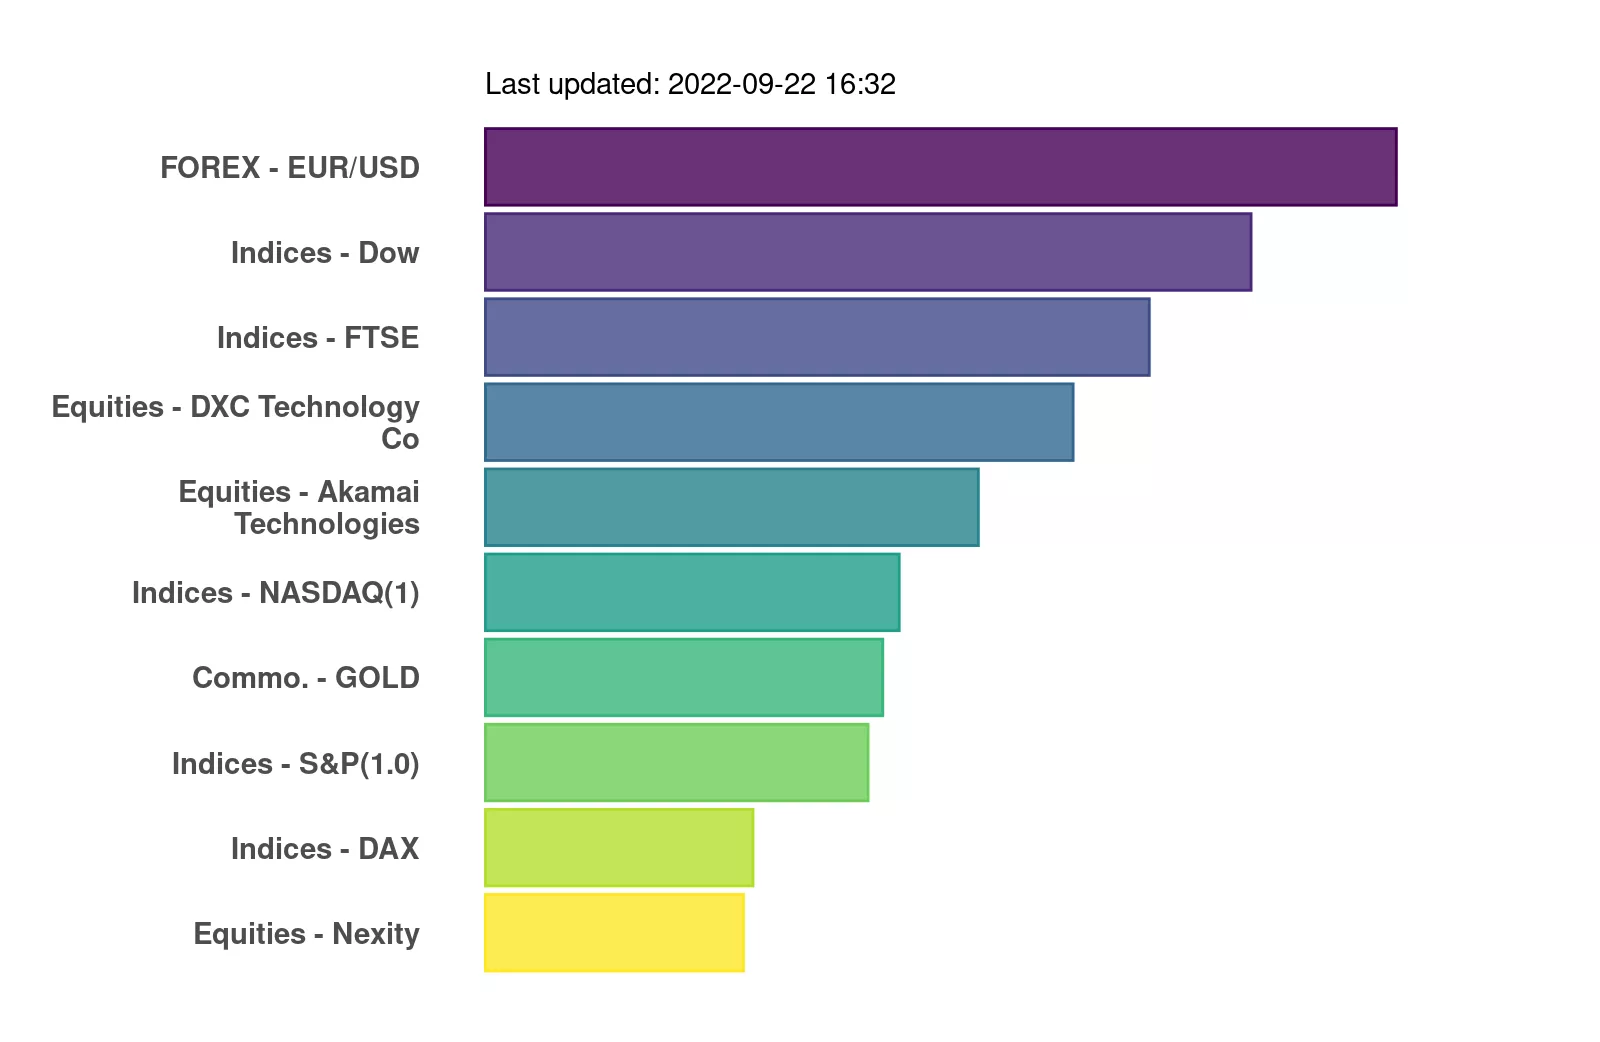 Last updated: 2022-09-22 16:32
FOREX - EUR/USD
Indices - Dow
Indices - FTSE
Equities - DXC Technology
Co
Equities - Akamai
Technologies
Indices - NASDAQ(1)
Commo. - GOLD
Indices - S&P(1.0)
Indices - DAX
Equities - Nexity